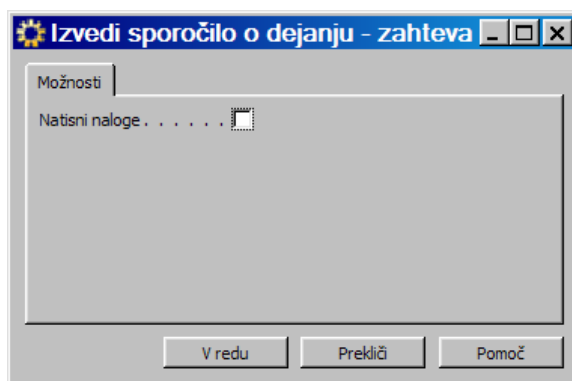 Izvedi sporočilo o dejanju - zahteva
Možnosti
Natisni naloge . . . . . .
V redu Prekliči Pomoč